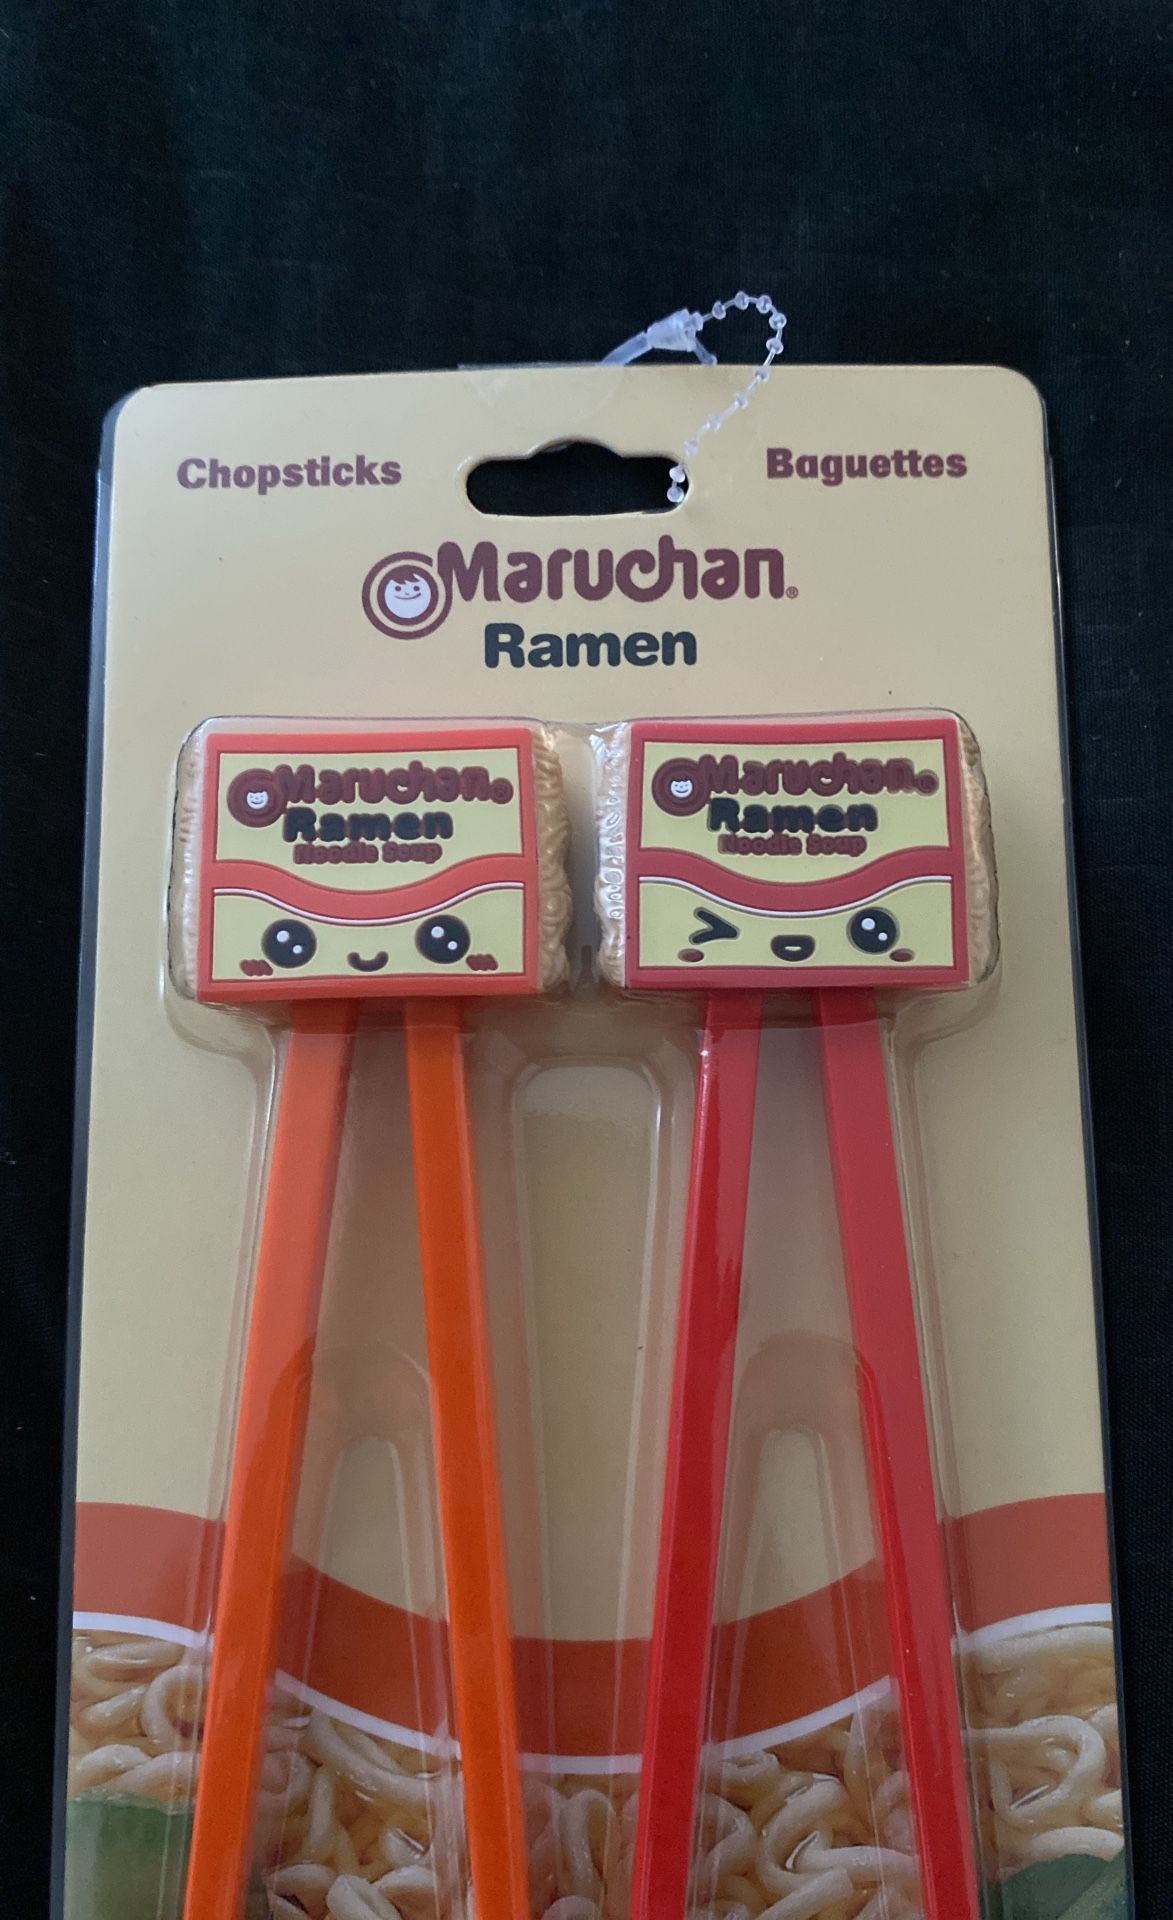 Chopsticks
Baguettes
Maruchan®
Ramen
Maruchan®
Ramen
Noodle Soup
Maruchan®
Ramen
Noodle Soup